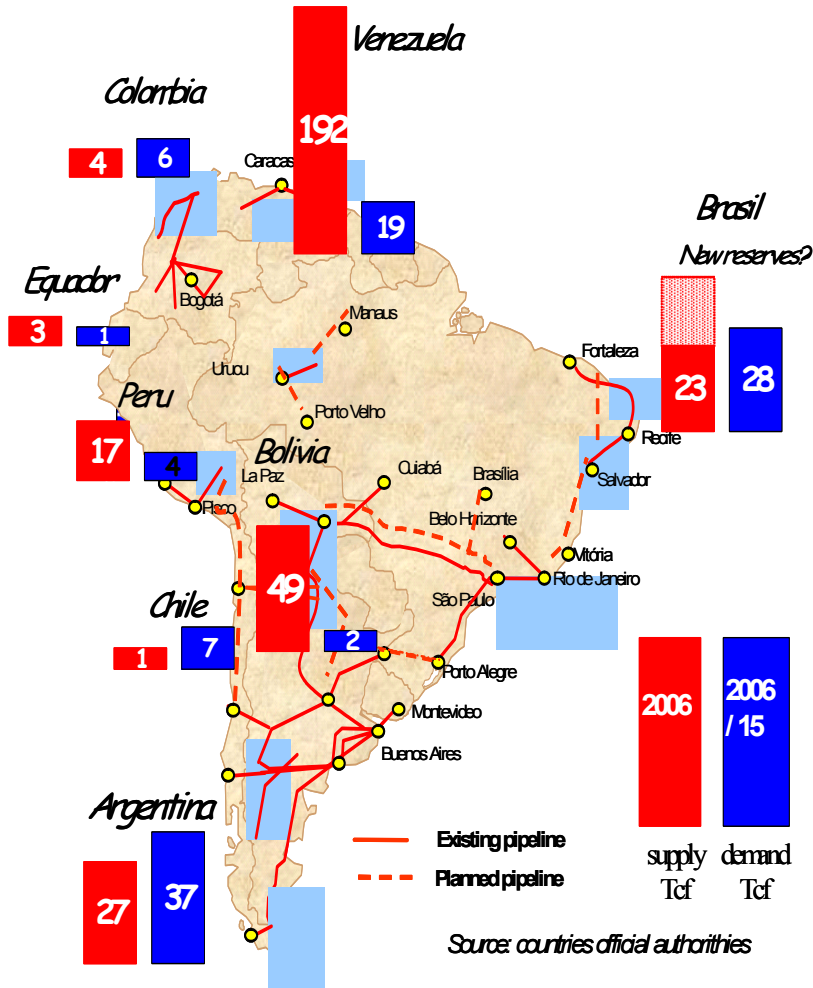 Venezuela
Colombia
192
4
6
Caracas
19
Brasil
New reserves?
Equador
Bogotá
3
1
Manaus
Fortaleza
Urucu
23
28
Peru
Porto Velho
17
Recife
Bolivia
4
La Paz
Cuiabá
Brasília
Salvador
Pisco
Belo Horizonte
Vitória
Rio de Janeiro
49
São Paulo
Chile
1
7
2
Porto Alegre
2006
2006
/ 15
Montevideo
Buenos Aires
Argentina
27
37
Existing pipeline
Planned pipeline
supply
Tcf
demand
Tcf
Source: countries official authorithies